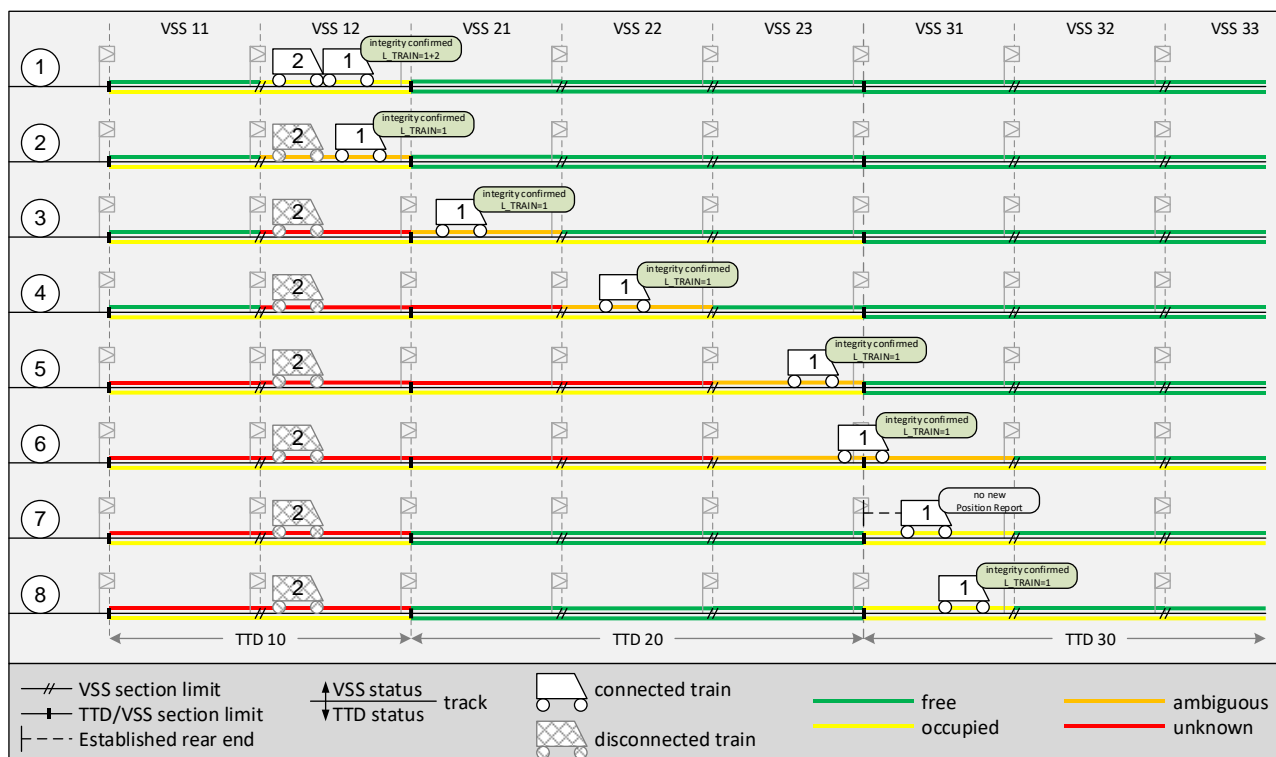 VSS 11 VSS 12 VSS 21 VSS 22 VSS 23 VSS 31 VSS 32 VSS 33
1
2 1
integrity confirmed
L_TRAIN=1+2
2
2 1
integrity confirmed
L_TRAIN=1
3
2 1
integrity confirmed
L_TRAIN=1
4
2 1
integrity confirmed
L_TRAIN=1
5
2 1
integrity confirmed
L_TRAIN=1
6
2 1
integrity confirmed
L_TRAIN=1
7
2 1
no new
Position Report
8
2 1
integrity confirmed
L_TRAIN=1
TTD 10 TTD 20 TTD 30
VSS section limit
TTD/VSS section limit
Established rear end
VSS status
TTD status
track
connected train
disconnected train
free
occupied
ambiguous
unknown